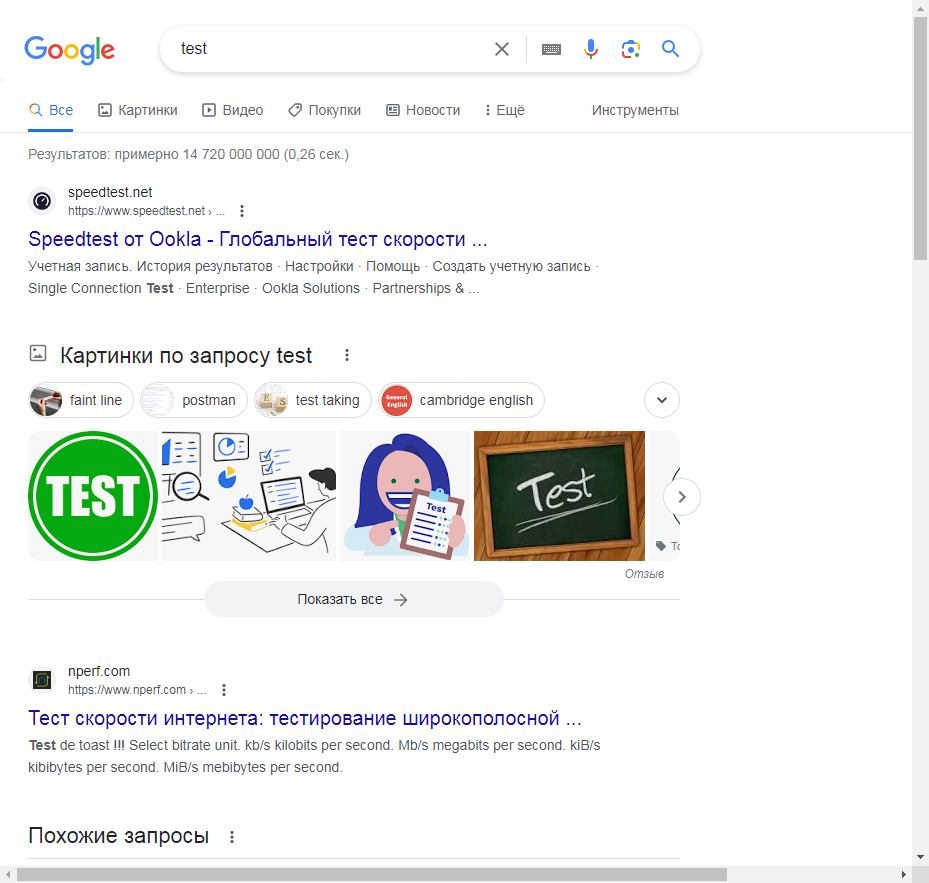 Google
test
Все
Картинки
Видео
Покупки
Новости
Ещё
Инструменты
Результатов: примерно 14 720 000 000 (0,26 сек.)
speedtest.net
https://www.speedtest.net › ...
Speedtest от Ookla - Глобальный тест скорости ...
Учетная запись. История результатов · Настройки · Помощь · Создать учетную запись ·
Single Connection Test · Enterprise · Ookla Solutions · Partnerships & ...
Картинки по запросу test
faint line
postman
E S
test taking
General
English
cambridge english
TEST
Test
Test
To
Отзыв
Показать все
nperf.com
https://www.nperf.com › ...
Тест скорости интернета: тестирование широкополосной ...
Test de toast !!! Select bitrate unit. kb/s kilobits per second. Mb/s megabits per second. kiB/s
kibibytes per second. MiB/s mebibytes per second.
Похожие запросы